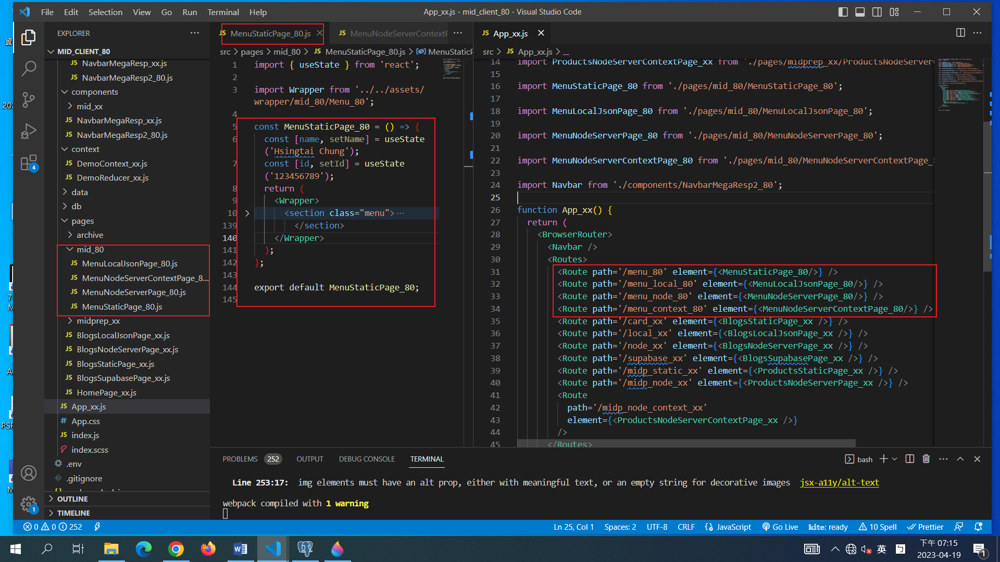 File Edit Selection View Go Run Terminal Help
App_xx.js - mid_client_80 - Visual Studio Code
EXPLORER
MID_CLIENT_80
NavbarMegaResp_xx.js
NavbarMegaResp2_80.js
components
mid_xx
NavbarMegaResp_xx.js
NavbarMegaResp2_80.js
context
DemoContext_xx.js
DemoReducer_xx.js
data
db
pages
archive
mid_80
MenuLocalJsonPage_80.js
MenuNodeServerContextPage_8...
MenuNodeServerPage_80.js
MenuStaticPage_80.js
midprep_xx
BlogsLocalJsonPage_xx.js
BlogsNodeServerPage_xx.js
BlogsStaticPage_xx.js
BlogsSupabasePage_xx.js
HomePage_xx.js
App_xx.js
App.css
index.js
index.scss
.env
.gitignore
OUTLINE
TIMELINE
MenuStaticPage_80.js
MenuNodeServerContextF
src > pages > mid_80 > JS MenuStaticPage_80.js > MenuStaticF
1 import { useState } from 'react';
2
3 import Wrapper from '../../assets/
wrapper/mid_80/Menu_80';
4
5 const MenuStaticPage_80 = () => {
6 const [name, setName] = useState
('Hsingtai Chung');
7 const [id, setId] = useState
('123456789');
8 return (
9 <Wrapper>
10 <section class="menu">…
139 </section>
140 </Wrapper>
141 );
142 };
143
144 export default MenuStaticPage_80;
145
App_xx.js
src > JS App_xx.js > ...
14 import ProductsNodeServerContextPage_xx from './pages/midprep_xx/ProductsNodeServer
15
16 import MenuStaticPage_80 from './pages/mid_80/MenuStaticPage_80';
17
18 import MenuLocalJsonPage_80 from './pages/mid_80/MenuLocalJsonPage_80';
19
20 import MenuNodeServerPage_80 from './pages/mid_80/MenuNodeServerPage_80';
21
22 import MenuNodeServerContextPage_80 from './pages/mid_80/MenuNodeServerContextPage_
23
24 import Navbar from './components/NavbarMegaResp2_80';
25
26 function App_xx() {
27 return (
28 <BrowserRouter>
29 <Navbar />
30 <Routes>
31 <Route path='/menu_80' element={<MenuStaticPage_80/>} />
32 <Route path='/menu_local_80' element={<MenuLocalJsonPage_80/>} />
33 <Route path='/menu_node_80' element={<MenuNodeServerPage_80/>} />
34 <Route path='/menu_context_80' element={<MenuNodeServerContextPage_80/>} />
35 <Route path='/card_xx' element={<BlogsStaticPage_xx />} />
36 <Route path='/local_xx' element={<BlogsLocalJsonPage_xx />} />
37 <Route path='/node_xx' element={<BlogsNodeServerPage_xx />} />
38 <Route path='/supabase_xx' element={<BlogsSupabasePage_xx />} />
39 <Route path='/midp_static_xx' element={<ProductsStaticPage_xx />} />
40 <Route path='/midp_node_xx' element={<ProductsNodeServerPage_xx />} />
41 <Route
42 path='/midp_node_context_xx'
43 element={<ProductsNodeServerContextPage_xx />}
44 />
45 </Routes>
PROBLEMS 252 OUTPUT DEBUG CONSOLE TERMINAL
bash
Line 253:17: img elements must have an alt prop, either with meaningful text, or an empty string for decorative images jsx-a11y/alt-text
webpack compiled with 1 warning
0 0 252
Ln 25, Col 1 Spaces: 2 UTF-8 CRLF JavaScript Go Live kite: ready 10 Spell Prettier
英
下午 07:15
2023-04-19